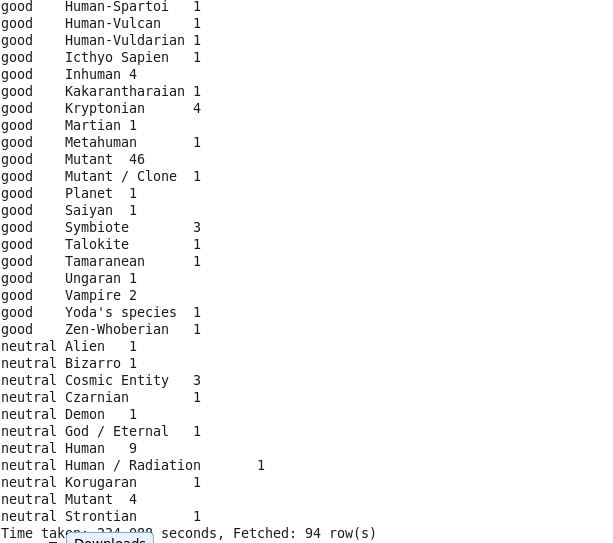 good Human-Spartoi 1
good Human-Vulcan 1
good Human-Vuldarian 1
good Icthyo Sapien 1
good Inhuman 4
good Kakarantharaian 1
good Kryptonian 4
good Martian 1
good Metahuman 1
good Mutant 46
good Mutant / Clone 1
good Planet 1
good Saiyan 1
good Symbiote 3
good Talokite 1
good Tamaranean 1
good Ungaran 1
good Vampire 2
good Yoda's species 1
good Zen-Whoberian 1
neutral Alien 1
neutral Bizarro 1
neutral Cosmic Entity 3
neutral Czarnian 1
neutral Demon 1
neutral God / Eternal 1
neutral Human 9
neutral Human / Radiation 1
neutral Korugaran 1
neutral Mutant 4
neutral Strontian 1
Time taken: seconds, Fetched: 94 row(s)
Downloads